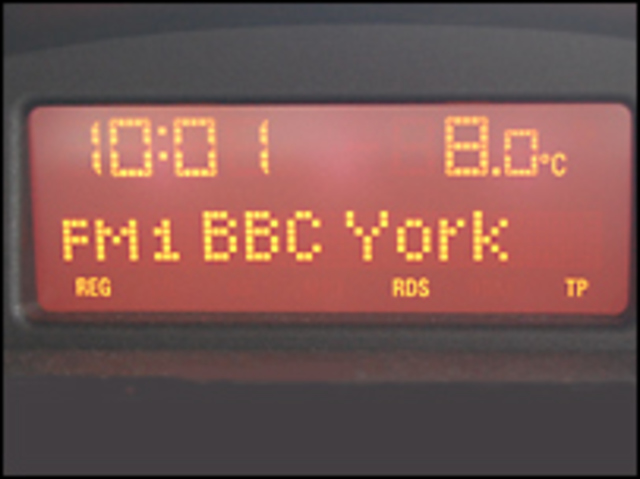 10:01 8.0°C
FM1 BBC York
REG RDS TP